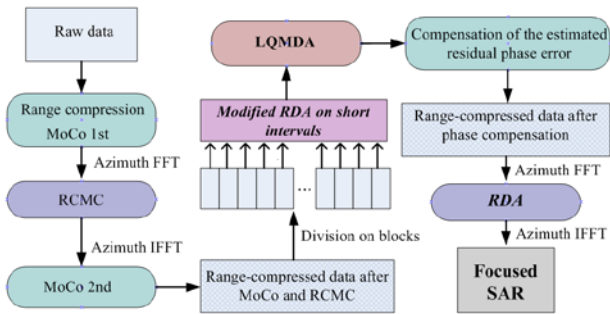 Raw data
Range compression
MoCo 1st
Azimuth FFT
RCMC
Azimuth IFFT
MoCo 2nd
Range-compressed data after
MoCo and RCMC
Division on blocks
...
Modified RDA on short
intervals
LQMDA
Compensation of the estimated
residual phase error
Range-compressed data after
phase compensation
Azimuth FFT
RDA
Azimuth IFFT
Focused
SAR